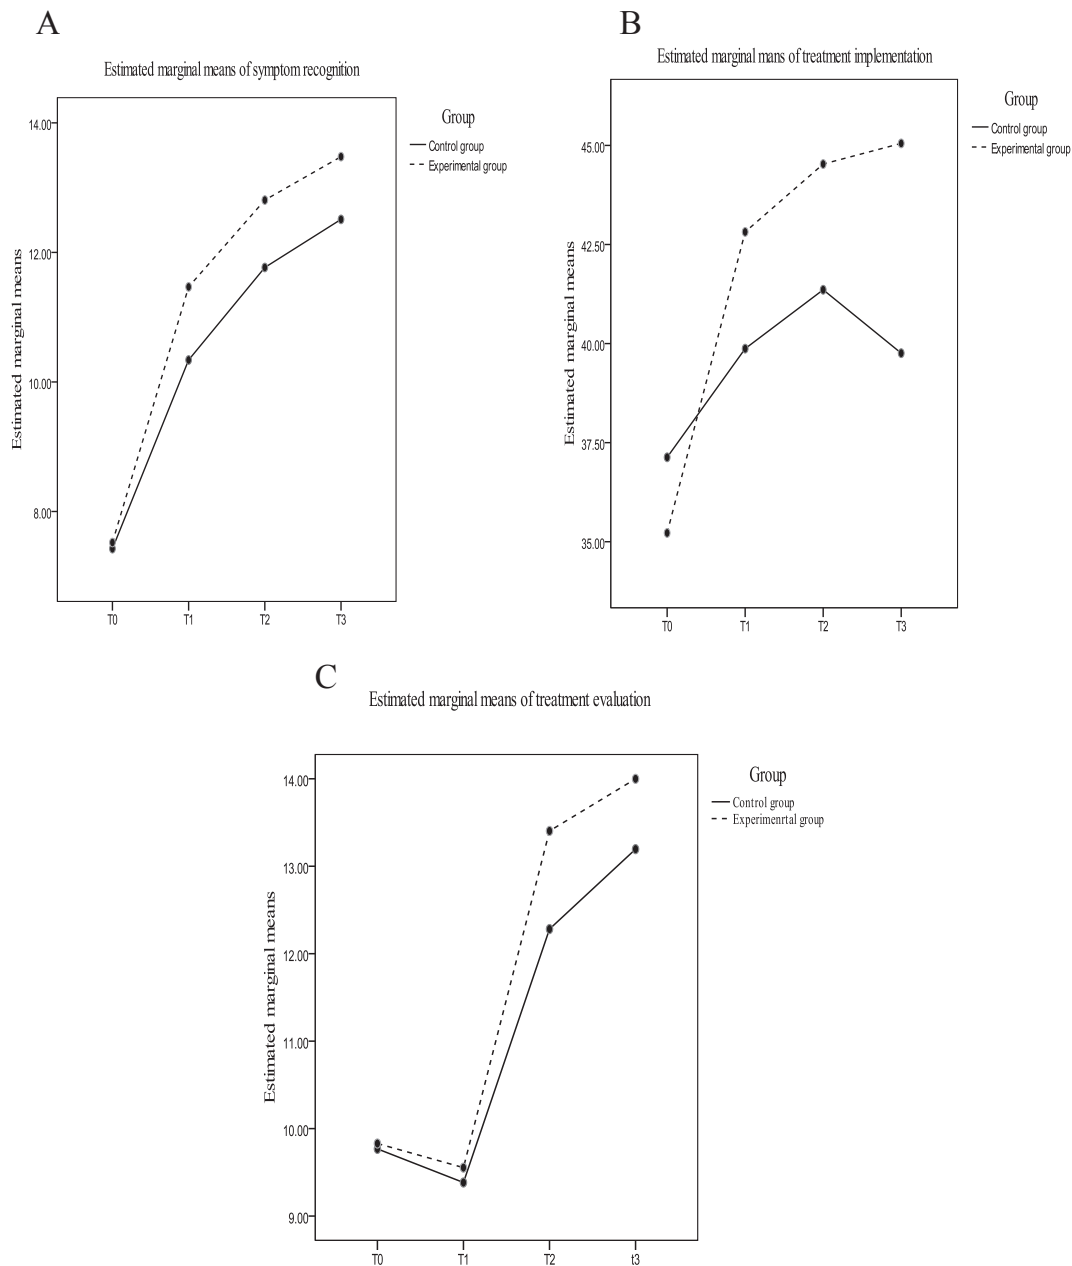 A
Estimated marginal means of symptom recognition
Group
Control group
Experimental group
Estimated marginal means
14.00
12.00
10.00
8.00
T0 T1 T2 T3
B
Estimated marginal mans of treatment implementation
Group
Control group
Experimental group
Estimated marginal means
45.00
42.50
40.00
37.50
35.00
T0 T1 T2 T3
C
Estimated marginal means of treatment evaluation
Group
Control group
Experimenrtal group
Estimated marginal means
14.00
13.00
12.00
11.00
10.00
9.00
T0 T1 T2 t3